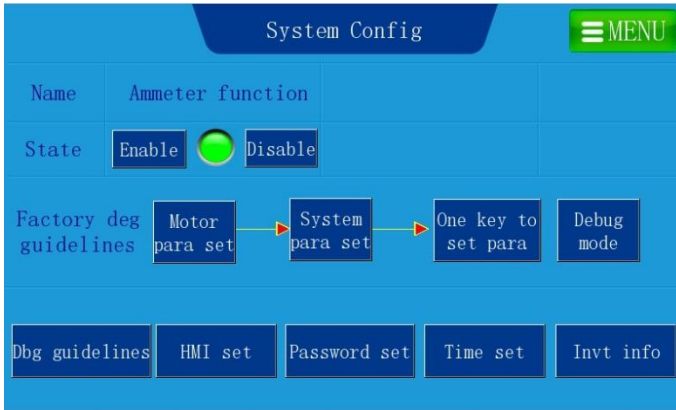 System Config
MENU
Name Ammeter function
State Enable Disable
Factory deg
guidelines
Motor
para set
System
para set
One key to
set para
Debug
mode
Dbg guidelines HMI set Password set Time set Invt info